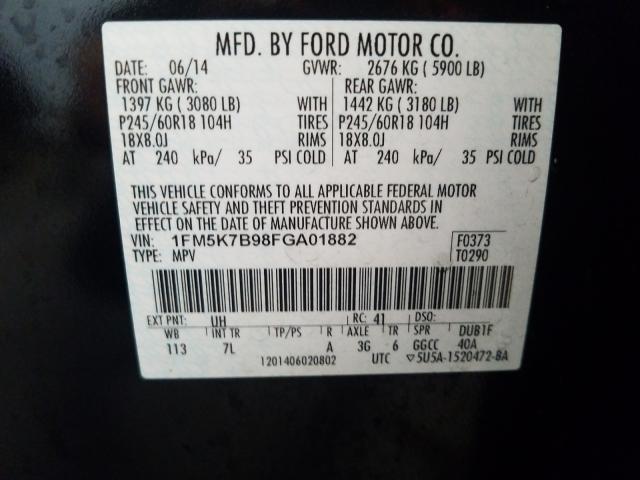 MFD. BY FORD MOTOR CO.
DATE: 06/14 GVWR: 2676 KG ( 5900 LB)
FRONT GAWR: REAR GAWR:
1397 KG ( 3080 LB) WITH 1442 KG ( 3180 LB) WITH
P245/60R18 104H TIRES P245/60R18 104H TIRES
18X8.0J RIMS 18X8.0J RIMS
AT 240 kPa/ 35 PSI COLD AT 240 kPa/ 35 PSI COLD
THIS VEHICLE CONFORMS TO ALL APPLICABLE FEDERAL MOTOR
VEHICLE SAFETY AND THEFT PREVENTION STANDARDS IN
EFFECT ON THE DATE OF MANUFACTURE SHOWN ABOVE.
VIN: 1FM5K7B98FGA01882 F0373
TYPE: MPV T0290
EXT PNT: UH RC: 41 DSO:
WB INT TR TP/PS R AXLE TR SPR DUB1F
113 7L A 3G 6 GGCC 40A
1201406020802 UTC ▽5U5A-1520472-BA